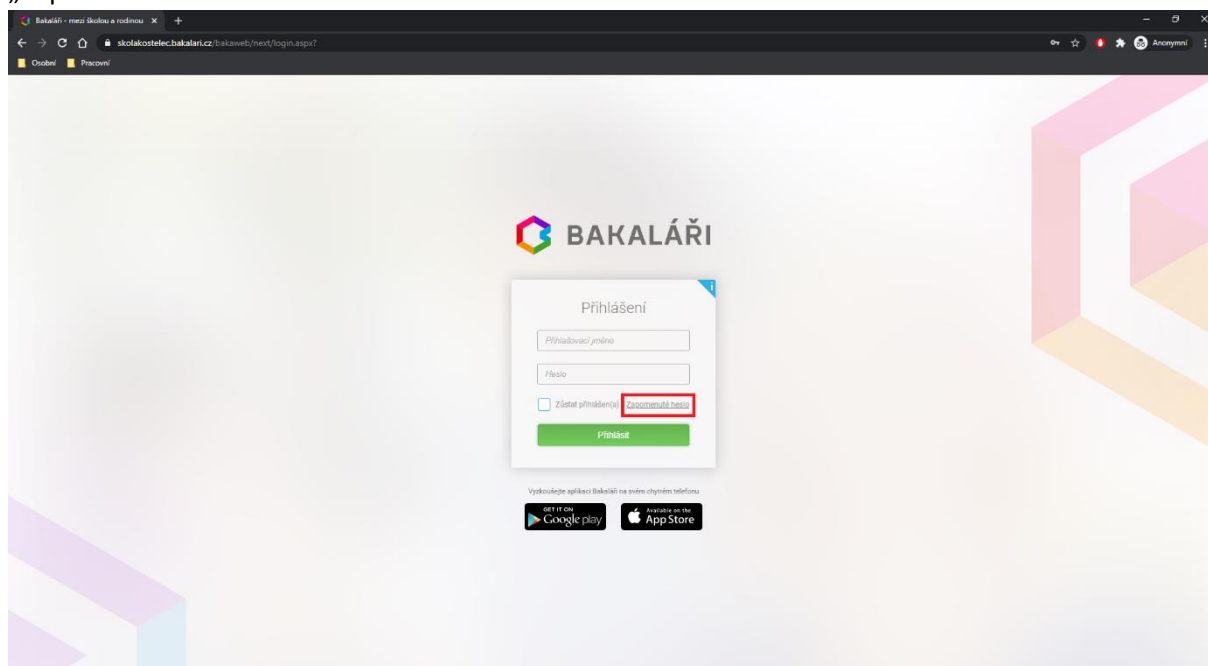 Bakaláři - mezi školou a rodinou
skolakostelec.bakalari.cz/bakaweb/next/login.aspx?
Anonymní
Osobní Pracovní
BAKALÁŘI
i
Přihlášení
Přihlašovací jméno
Heslo
Zůstat přihlášen(a) Zapomenuté heslo
Přihlásit
Vyzkoušejte aplikaci Bakaláři na svém chytrém telefonu
GET IT ON
Google play
Available on the
App Store